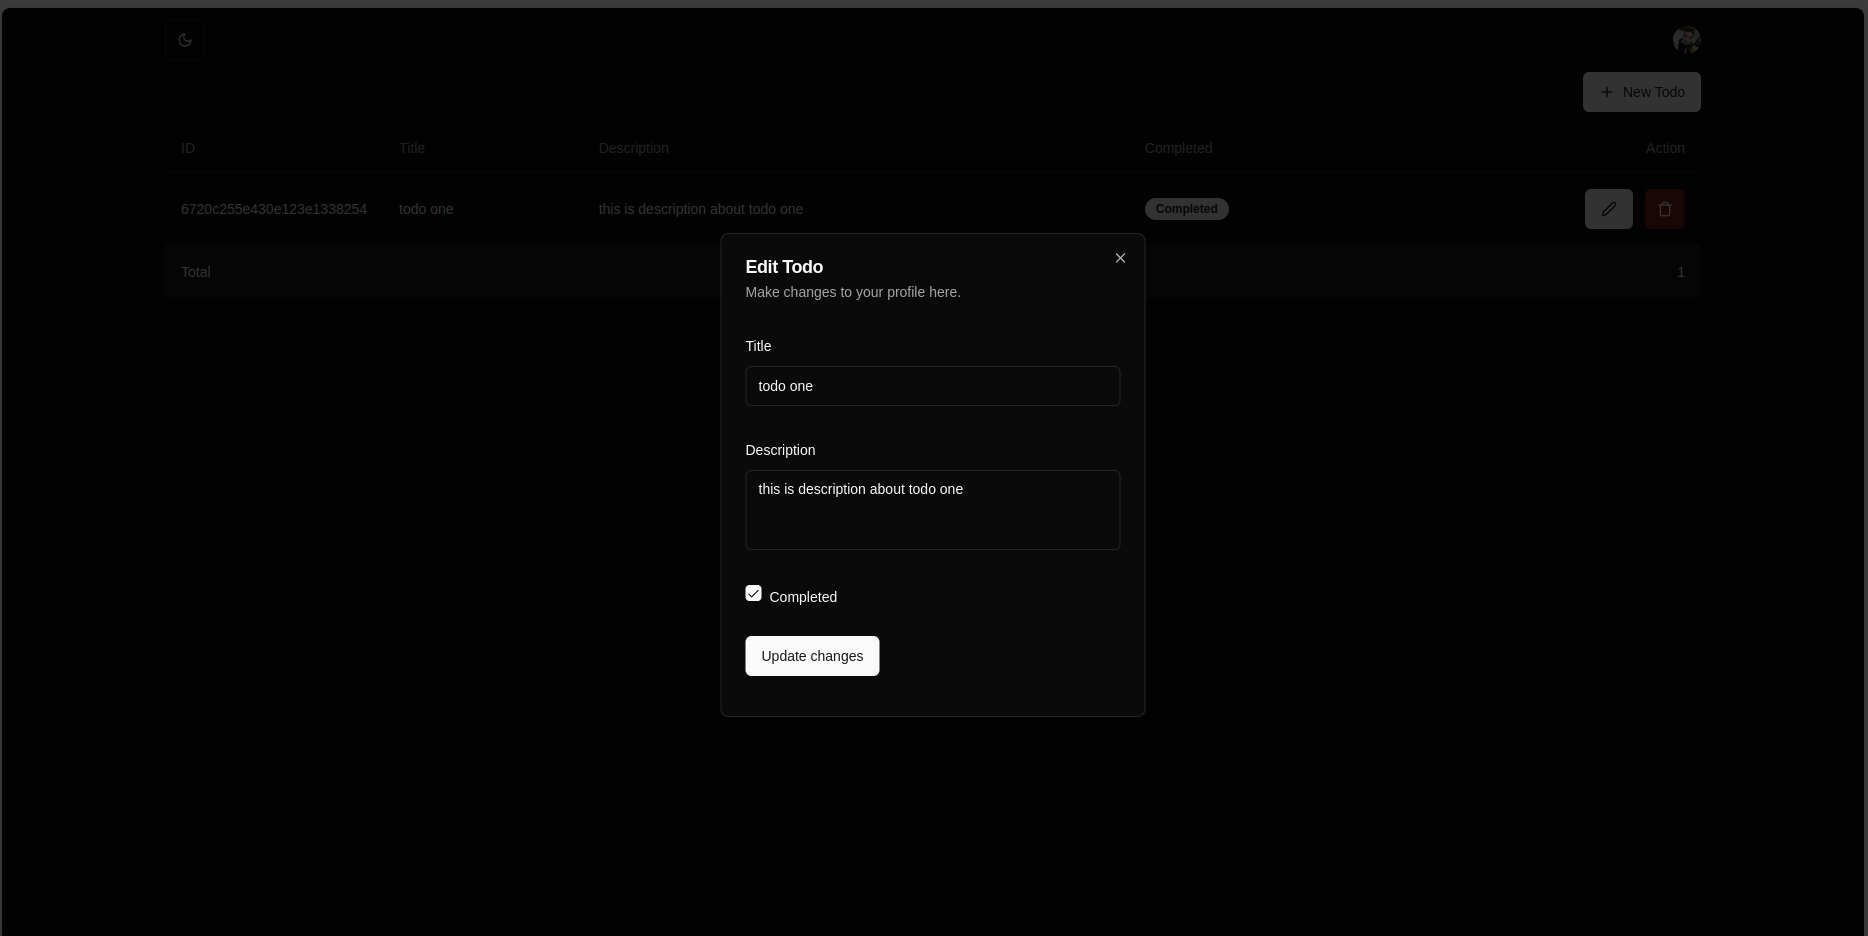 New Todo
ID Title Description Completed Action
6720c255e430e123e1338254 todo one this is description about todo one Completed
Total 1
Edit Todo
Make changes to your profile here.
Title
todo one
Description
this is description about todo one
Completed
Update changes